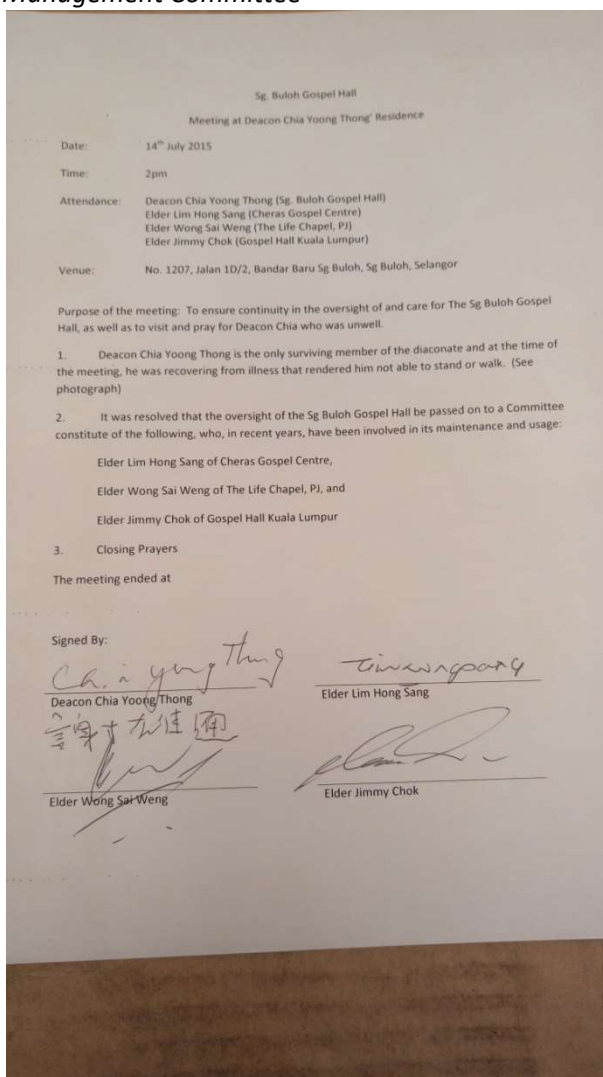 Management Committee
Sg. Buloh Gospel Hall
Meeting at Deacon Chia Yoong Thong' Residence
Date: 14th July 2015
Time: 2pm
Attendance: Deacon Chia Yoong Thong (Sg. Buloh Gospel Hall)
Elder Lim Hong Sang (Cheras Gospel Centre)
Elder Wong Sai Weng (The Life Chapel, PJ)
Elder Jimmy Chok (Gospel Hall Kuala Lumpur)
Venue: No. 1207, Jalan 1D/2, Bandar Baru Sg Buloh, Sg Buloh, Selangor
Purpose of the meeting: To ensure continuity in the oversight of and care for The Sg Buloh Gospel
Hall, as well as to visit and pray for Deacon Chia who was unwell.
1. Deacon Chia Yoong Thong is the only surviving member of the diaconate and at the time of
the meeting, he was recovering from illness that rendered him not able to stand or walk. (See
photograph)
2. It was resolved that the oversight of the Sg Buloh Gospel Hall be passed on to a Committee
constitute of the following, who, in recent years, have been involved in its maintenance and usage:
Elder Lim Hong Sang of Cheras Gospel Centre,
Elder Wong Sai Weng of The Life Chapel, PJ, and
Elder Jimmy Chok of Gospel Hall Kuala Lumpur
3. Closing Prayers
The meeting ended at
Signed By:
Deacon Chia Yoong Thong
Elder Lim Hong Sang
Elder Wong Sai Weng
Elder Jimmy Chok